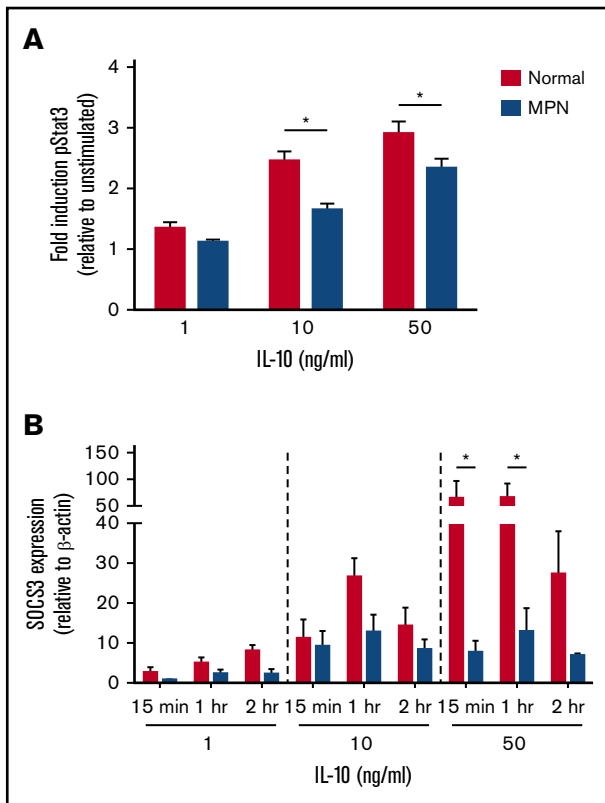 A
Fold induction pStat3
(relative to unstimulated)
4
3
2
1
0
*
*
Normal
MPN
1 10 50
IL-10 (ng/ml)
B
SOCS3 expression
(relative to β-actin)
150
100
50
40
30
20
10
0
*
*
15 min 1 hr 2 hr 15 min 1 hr 2 hr 15 min 1 hr 2 hr
1 10 50
IL-10 (ng/ml)